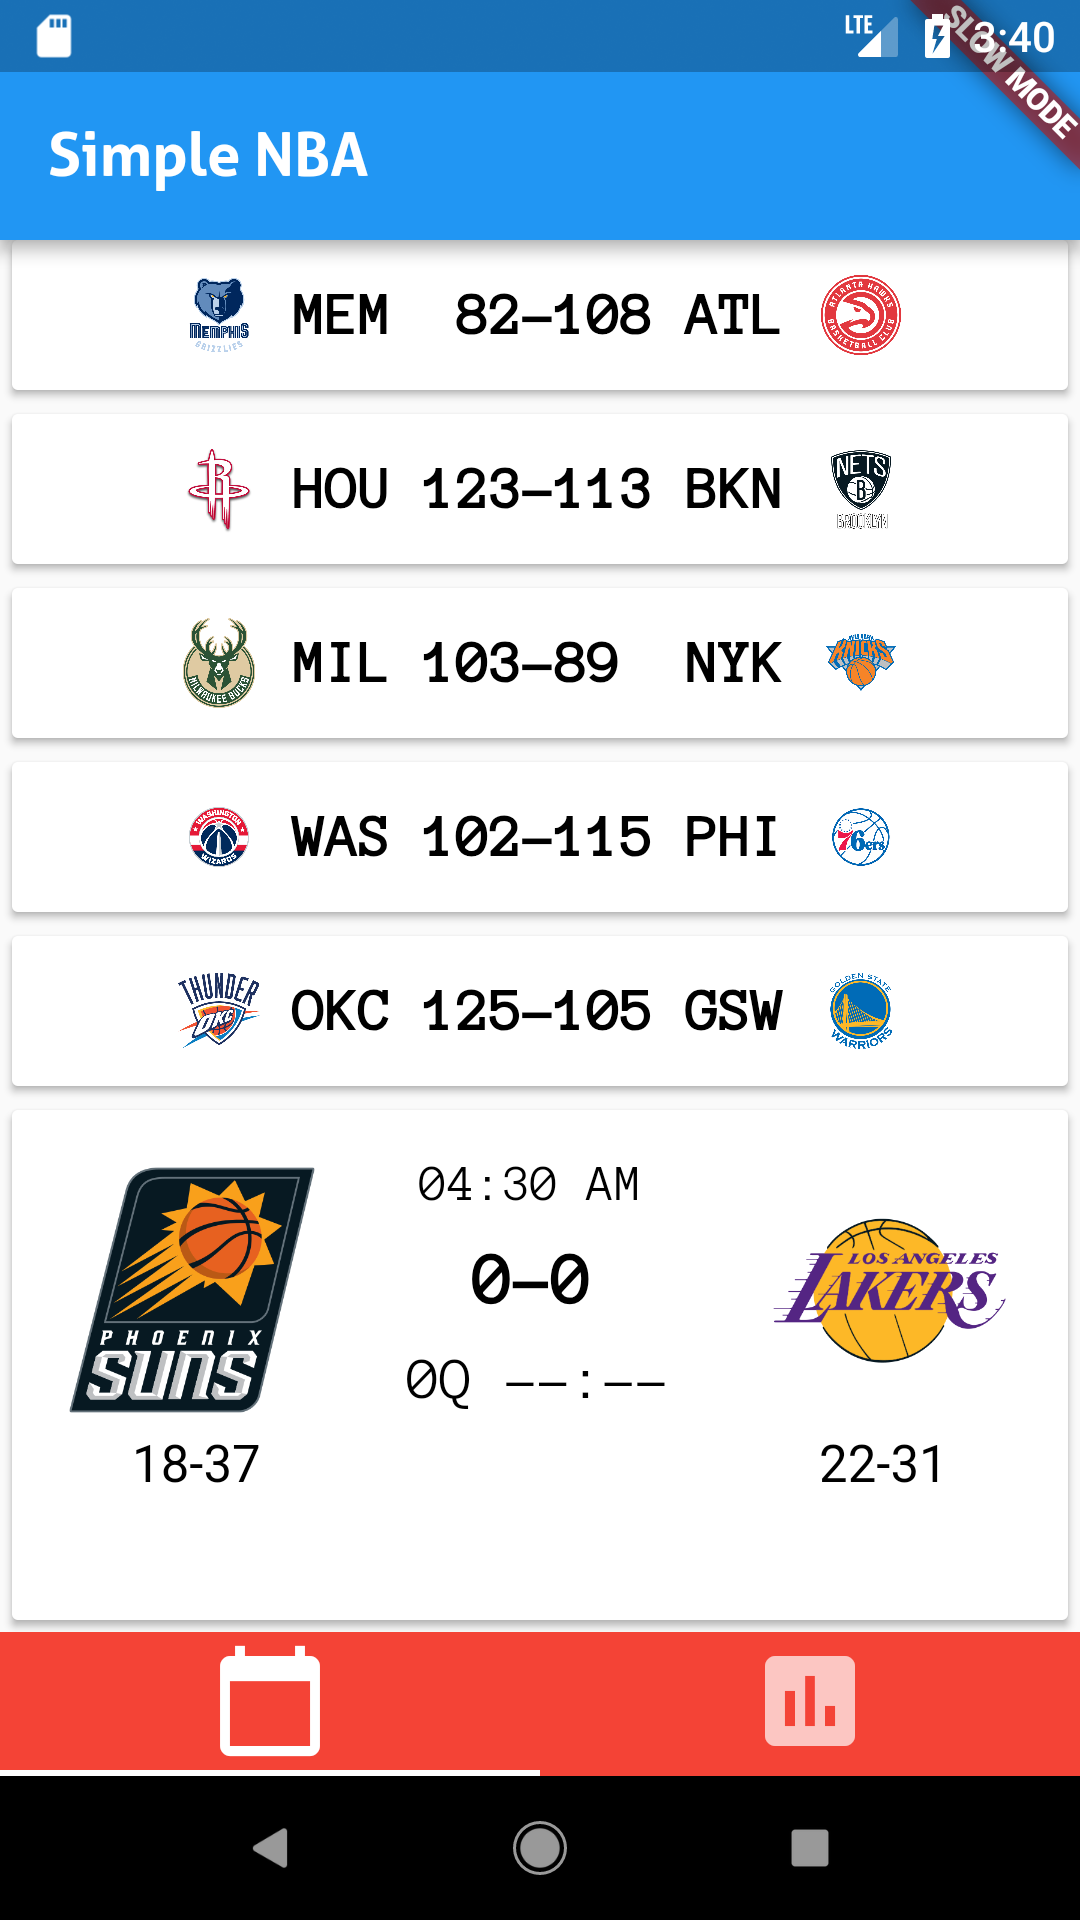 LTE 3:40
SLOW MODE
Simple NBA
MEMPHIS
GRIZZLIES
MEM 82-108 ATL
ATLANTA HAWKS
BASKETBALL CLUB
R
HOU 123-113 BKN
NETS
B
BROOKLYN
MILWAUKEE BUCKS
MIL 103-89 NYK
NEW YORK
KNICKS
WASHINGTON
WIZARDS
WAS 102-115 PHI
76ers
THUNDER
OKC
OKC 125-105 GSW
GOLDEN STATE
WARRIORS
PHOENIX
SUNS
18-37
04:30 AM
0-0
0Q --:--
LOS ANGELES
LAKERS
22-31